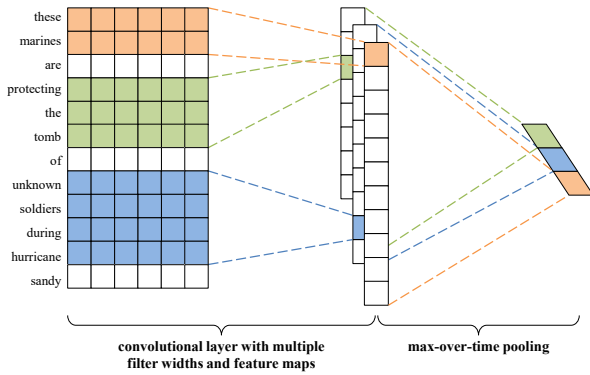 these
marines
are
protecting
the
tomb
of
unknown
soldiers
during
hurricane
sandy
convolutional layer with multiple
filter widths and feature maps
max-over-time pooling